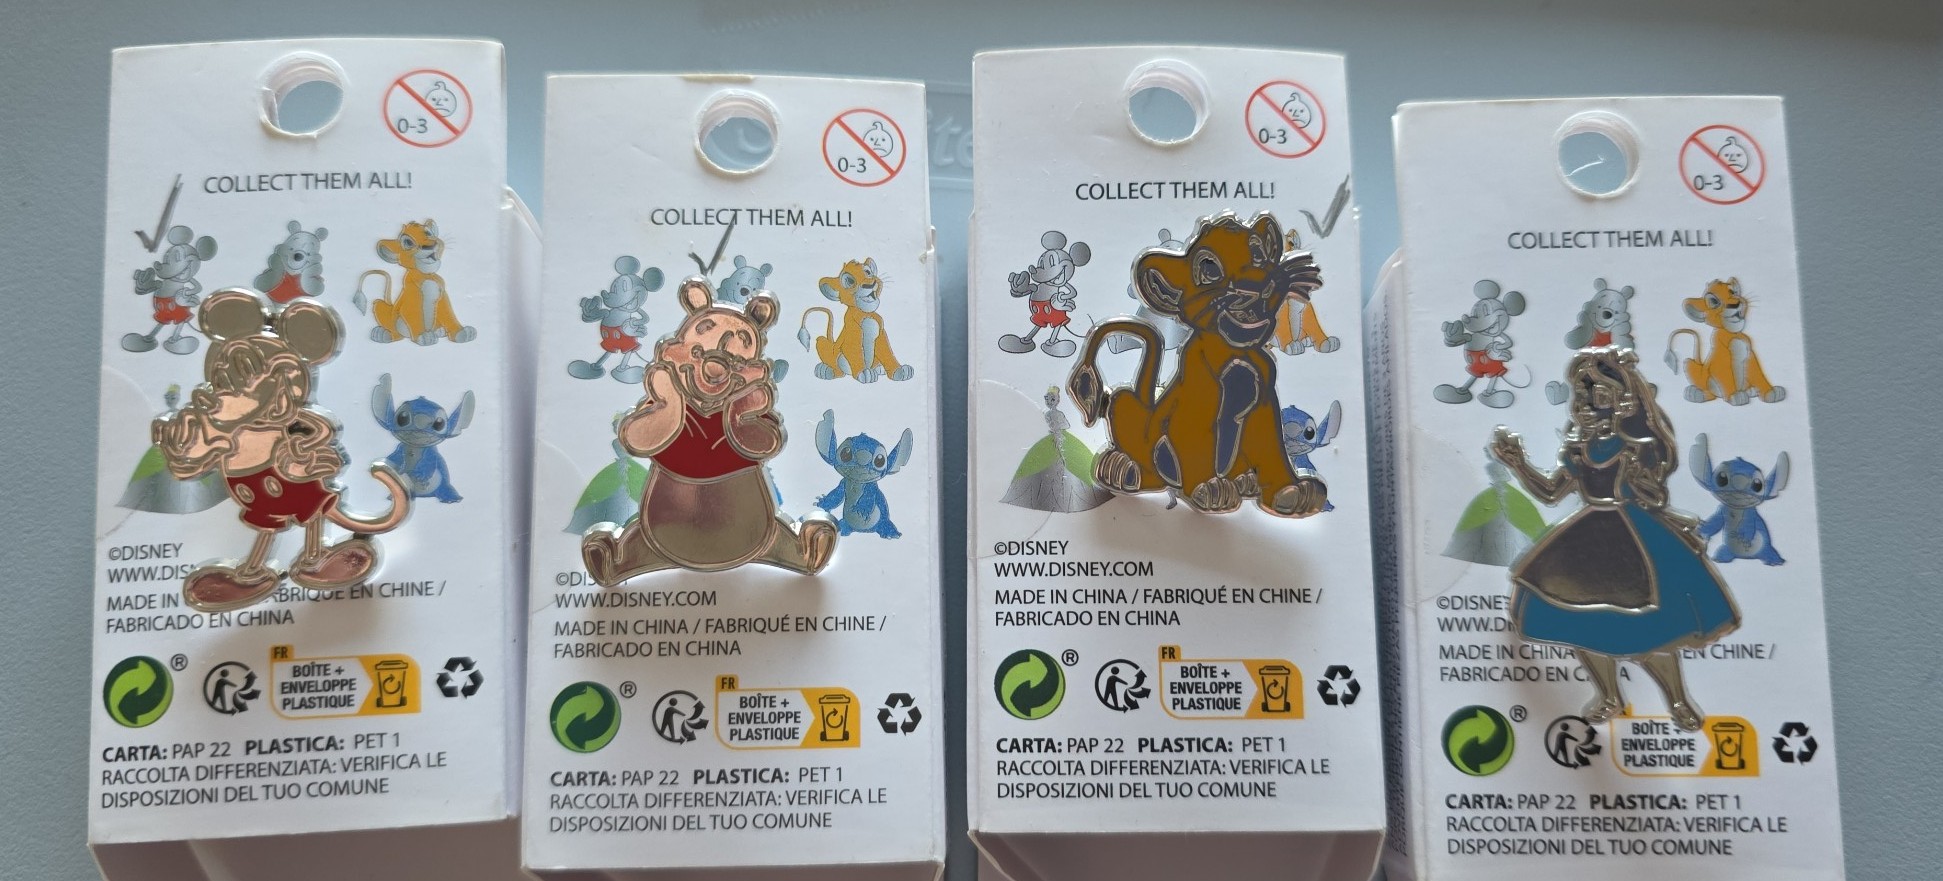 0-3
COLLECT THEM ALL!
©DISNEY
WWW.DIS
MADE IN FABRIQUÉ EN CHINE /
FABRICADO EN CHINA
®
FR
BOÎTE +
ENVELOPPE
PLASTIQUE
CARTA: PAP 22 PLASTICA: PET 1
RACCOLTA DIFFERENZIATA: VERIFICA LE
DISPOSIZIONI DEL TUO COMUNE
0-3
COLLECT THEM ALL!
©DIS
WWW.DISNEY.COM
MADE IN CHINA / FABRIQUÉ EN CHINE /
FABRICADO EN CHINA
®
FR
BOÎTE +
ENVELOPPE
PLASTIQUE
CARTA: PAP 22 PLASTICA: PET 1
RACCOLTA DIFFERENZIATA: VERIFICA LE
DISPOSIZIONI DEL TUO COMUNE
0-3
COLLECT THEM ALL!
©DISNEY
WWW.DISNEY.COM
MADE IN CHINA / FABRIQUÉ EN CHINE /
FABRICADO EN CHINA
®
FR
BOÎTE +
ENVELOPPE
PLASTIQUE
CARTA: PAP 22 PLASTICA: PET 1
RACCOLTA DIFFERENZIATA: VERIFICA LE
DISPOSIZIONI DEL TUO COMUNE
0-3
COLLECT THEM ALL!
©DISNEY
WWW.D
MADE IN CHINA EN CHINE /
FABRICADO EN C A
®
BOÎTE +
ENVELOPPE
PLASTIQUE
CARTA: PAP 22 PLASTICA: PET 1
RACCOLTA DIFFERENZIATA: VERIFICA LE
DISPOSIZIONI DEL TUO COMUNE